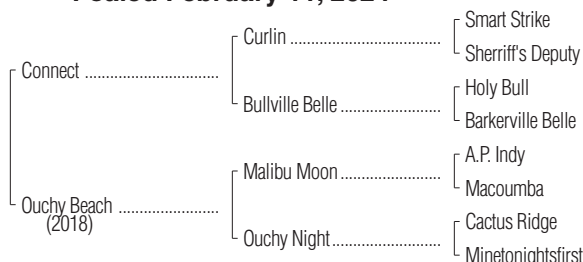 Smart Strike
Curlin
Sherriff's Deputy
Connect
Holy Bull
Bullville Belle
Barkerville Belle
A.P. Indy
Malibu Moon
Macoumba
Ouchy Beach
(2018)
Cactus Ridge
Ouchy Night
Minetonightsfirst